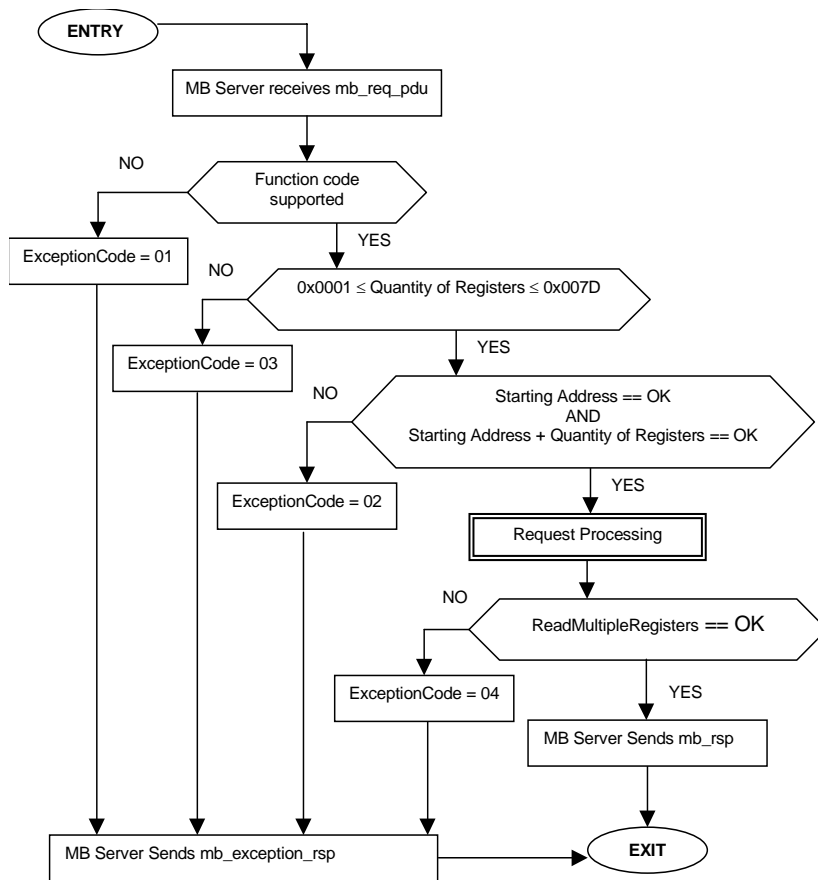 ENTRY
MB Server receives mb_req_pdu
NO
Function code
supported
YES
ExceptionCode = 01
NO
0x0001 ≤ Quantity of Registers ≤ 0x007D
YES
ExceptionCode = 03
NO
Starting Address == OK
AND
Starting Address + Quantity of Registers == OK
YES
ExceptionCode = 02
Request Processing
NO
ReadMultipleRegisters == OK
YES
ExceptionCode = 04
MB Server Sends mb_rsp
MB Server Sends mb_exception_rsp
EXIT